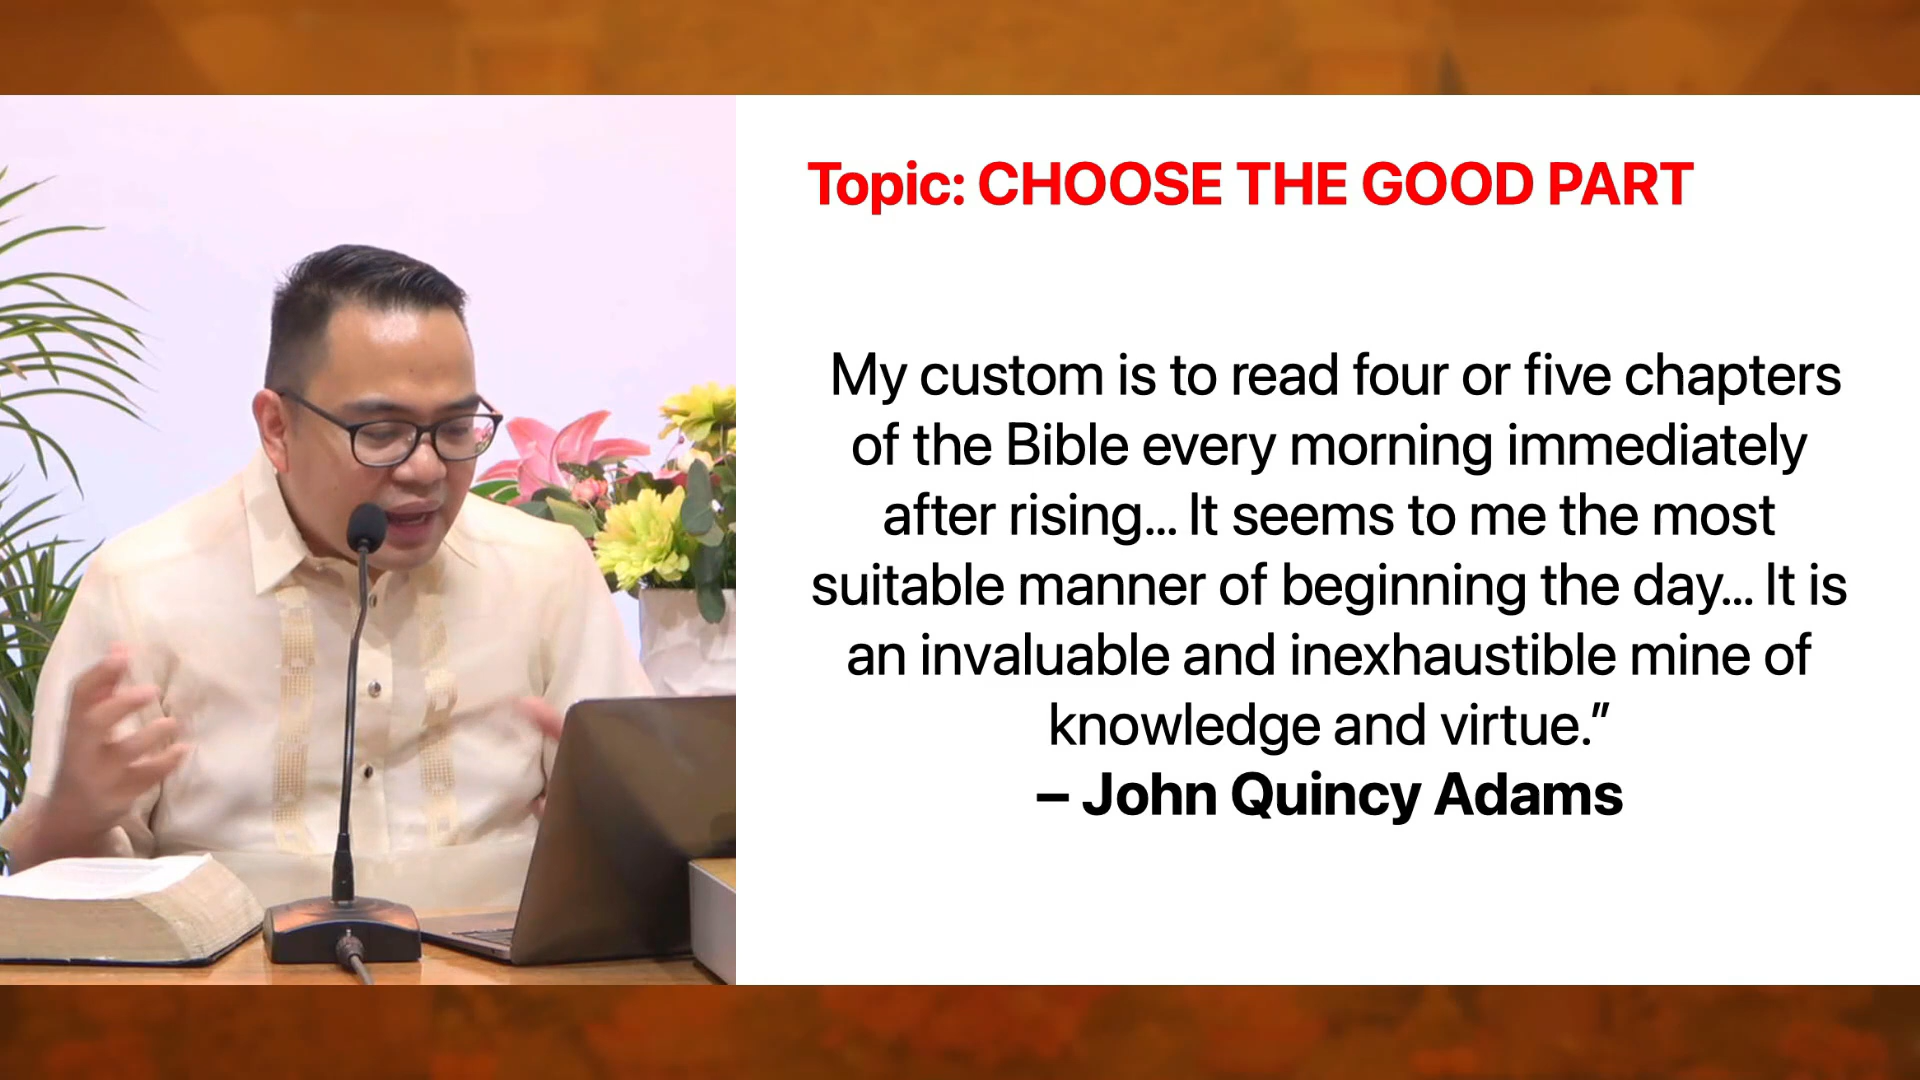 Topic: CHOOSE THE GOOD PART
My custom is to read four or five chapters
of the Bible every morning immediately
after rising... It seems to me the most
suitable manner of beginning the day... It is
an invaluable and inexhaustible mine of
knowledge and virtue.”
– John Quincy Adams